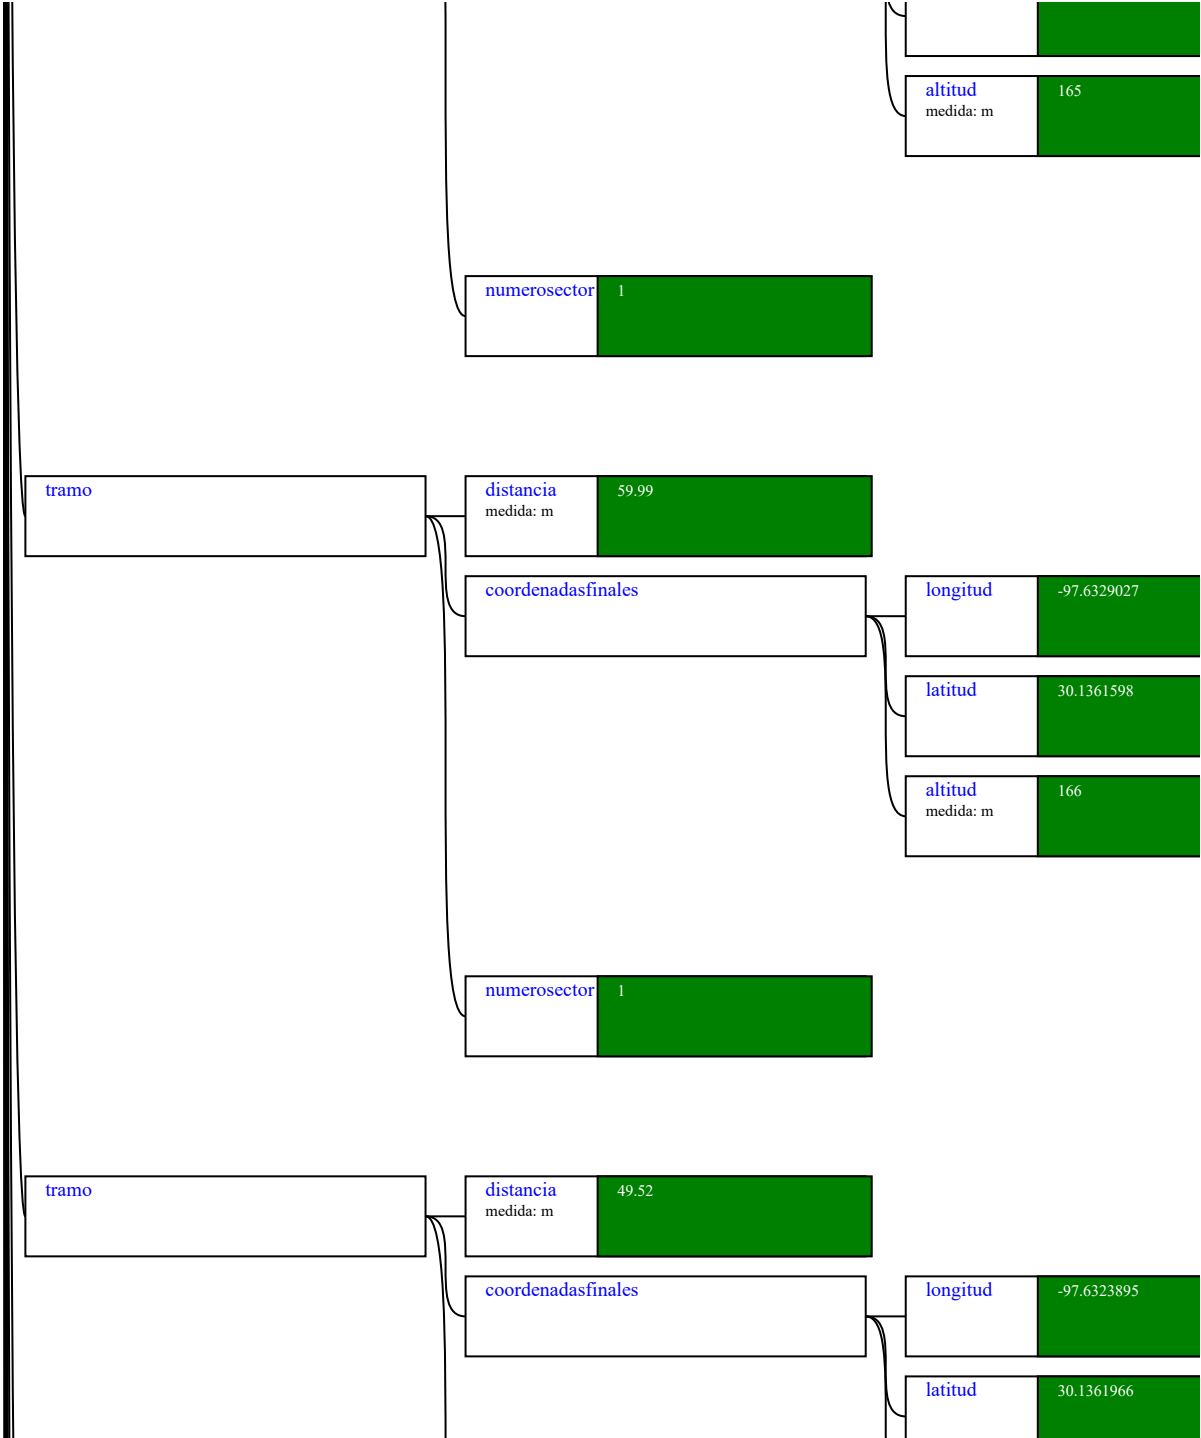 altitud
medida: m
165
numerosector
1
tramo
distancia
medida: m
59.99
coordenadasfinales
longitud
-97.6329027
latitud
30.1361598
altitud
medida: m
166
numerosector
1
tramo
distancia
medida: m
49.52
coordenadasfinales
longitud
-97.6323895
latitud
30.1361966